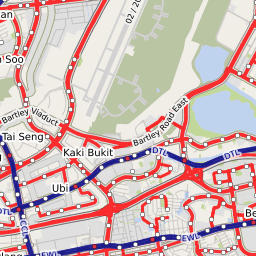 02 / 20
an
Soo
Bartley Viaduct
Bartley Road East
Tai Seng
Kaki Bukit
DTL
DTL
Ubi
DTL
CCL
Be
EWL
EWL